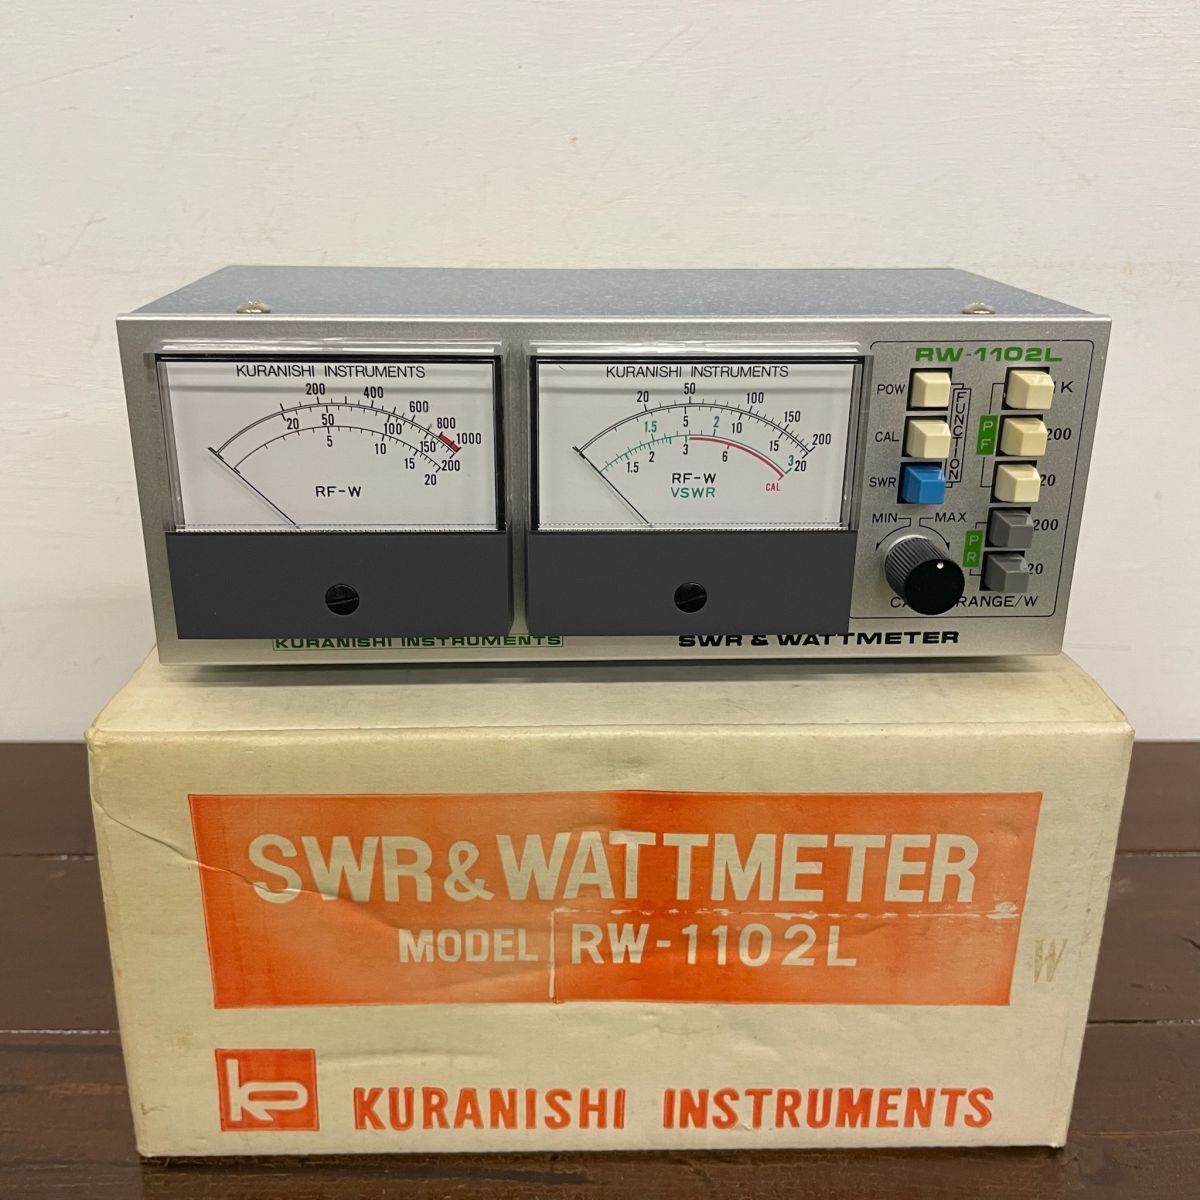 KURANISHI INSTRUMENTS
200 400 600 800 1000
20 50 100 150 200
5 10 15 20
RF-W
KURANISHI INSTRUMENTS
20 50 100 150 200
5 10 15 20
1.5 2 3
1.5 2 3 6
RF-W
VSWR
CAL
RW-1102L
POW
CAL
SWR
FUNCTION
PF
1K
200
20
MIN MAX
PR
200
20
RANGE/W
KURANISHI INSTRUMENTS
SWR & WATTMETER
SWR & WATTMETER
MODEL RW-1102L
W
KURANISHI INSTRUMENTS